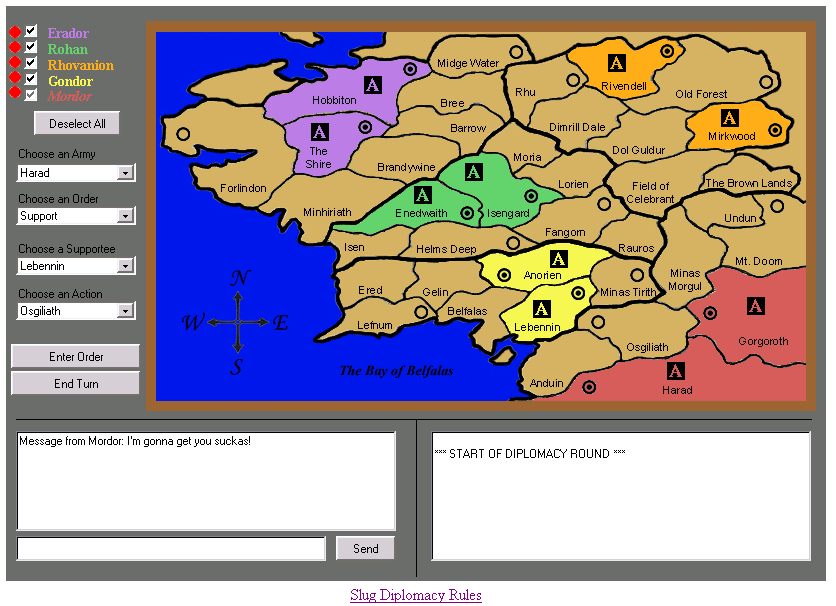 Erador
Rohan
Rhovanion
Gondor
Mordor
Deselect All
Choose an Army
Harad
Choose an Order
Support
Choose a Supportee
Lebennin
Choose an Action
Osgiliath
Enter Order
End Turn
Midge Water
A
Rivendell
A
Hobbiton
Rhu
Old Forest
Bree
A
Mirkwood
A
The
Shire
Barrow
Dimrill Dale
Dol Guldur
Brandywine
Moria
A
Lorien
Forlindon
A
Field of
Celebrant
The Brown Lands
Minhiriath
Enedwaith
Isengard
Undun
Fangorn
Isen
Helms Deep
Rauros
A
Anorien
Mt. Doom
Minas
Morgul
Ered
Gelin
Minas Tirith
N
W
E
S
Lefnum
Belfalas
A
Lebennin
A
Gorgoroth
Osgiliath
The Bay of Belfalas
Anduin
A
Harad
Message from Mordor: I'm gonna get you suckas!
*** START OF DIPLOMACY ROUND ***
Send
Slug Diplomacy Rules